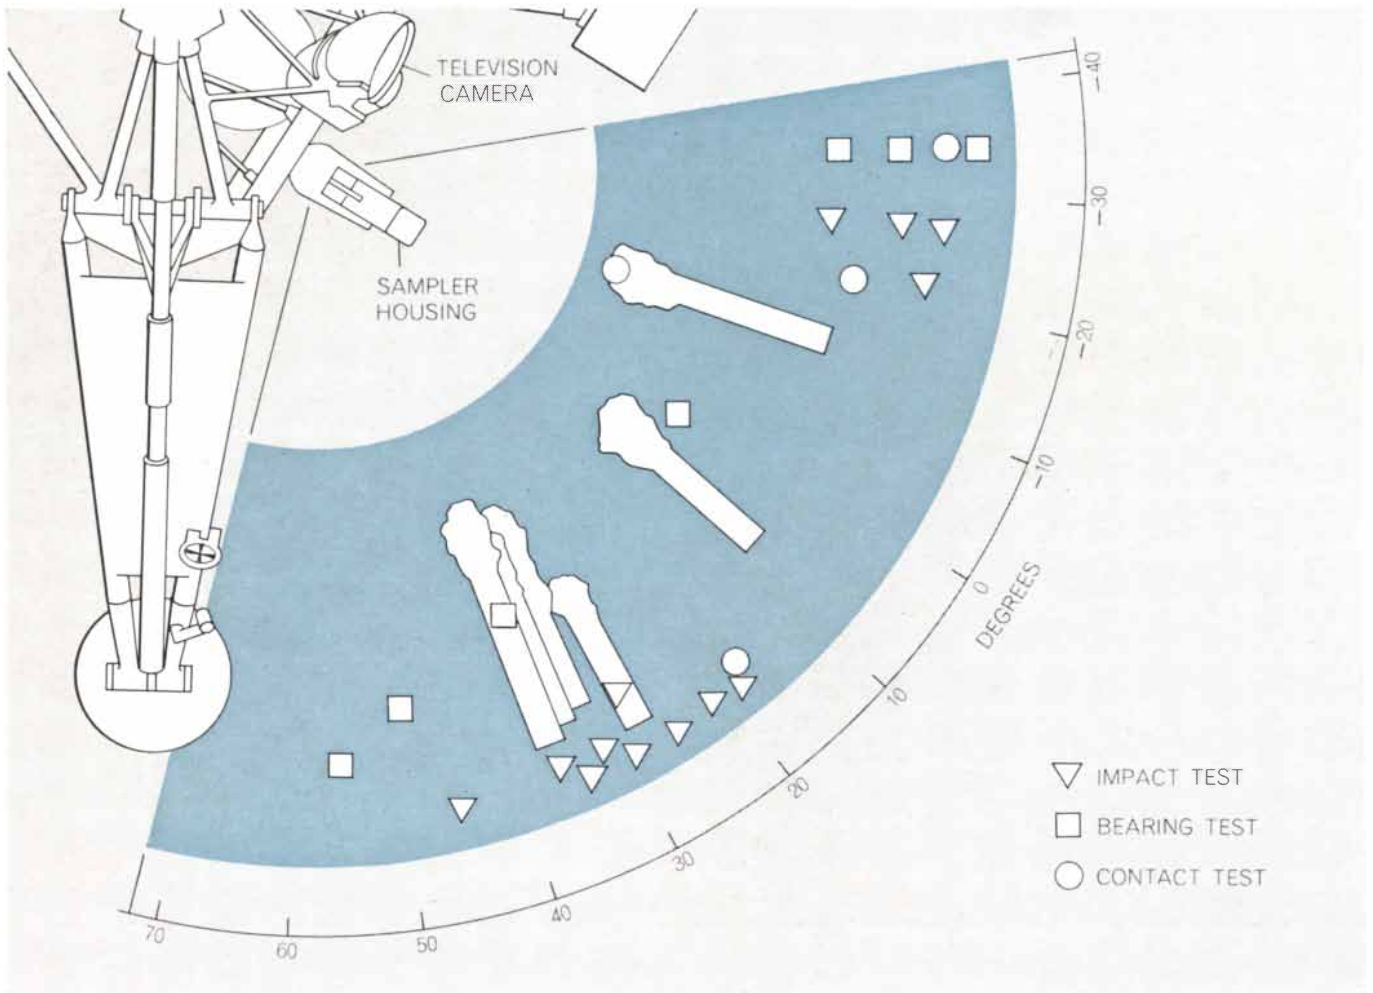 TELEVISION
CAMERA
SAMPLER
HOUSING
-40
-30
-20
-10
0
DEGREES
10
20
30
40
50
60
70
IMPACT TEST
BEARING TEST
CONTACT TEST